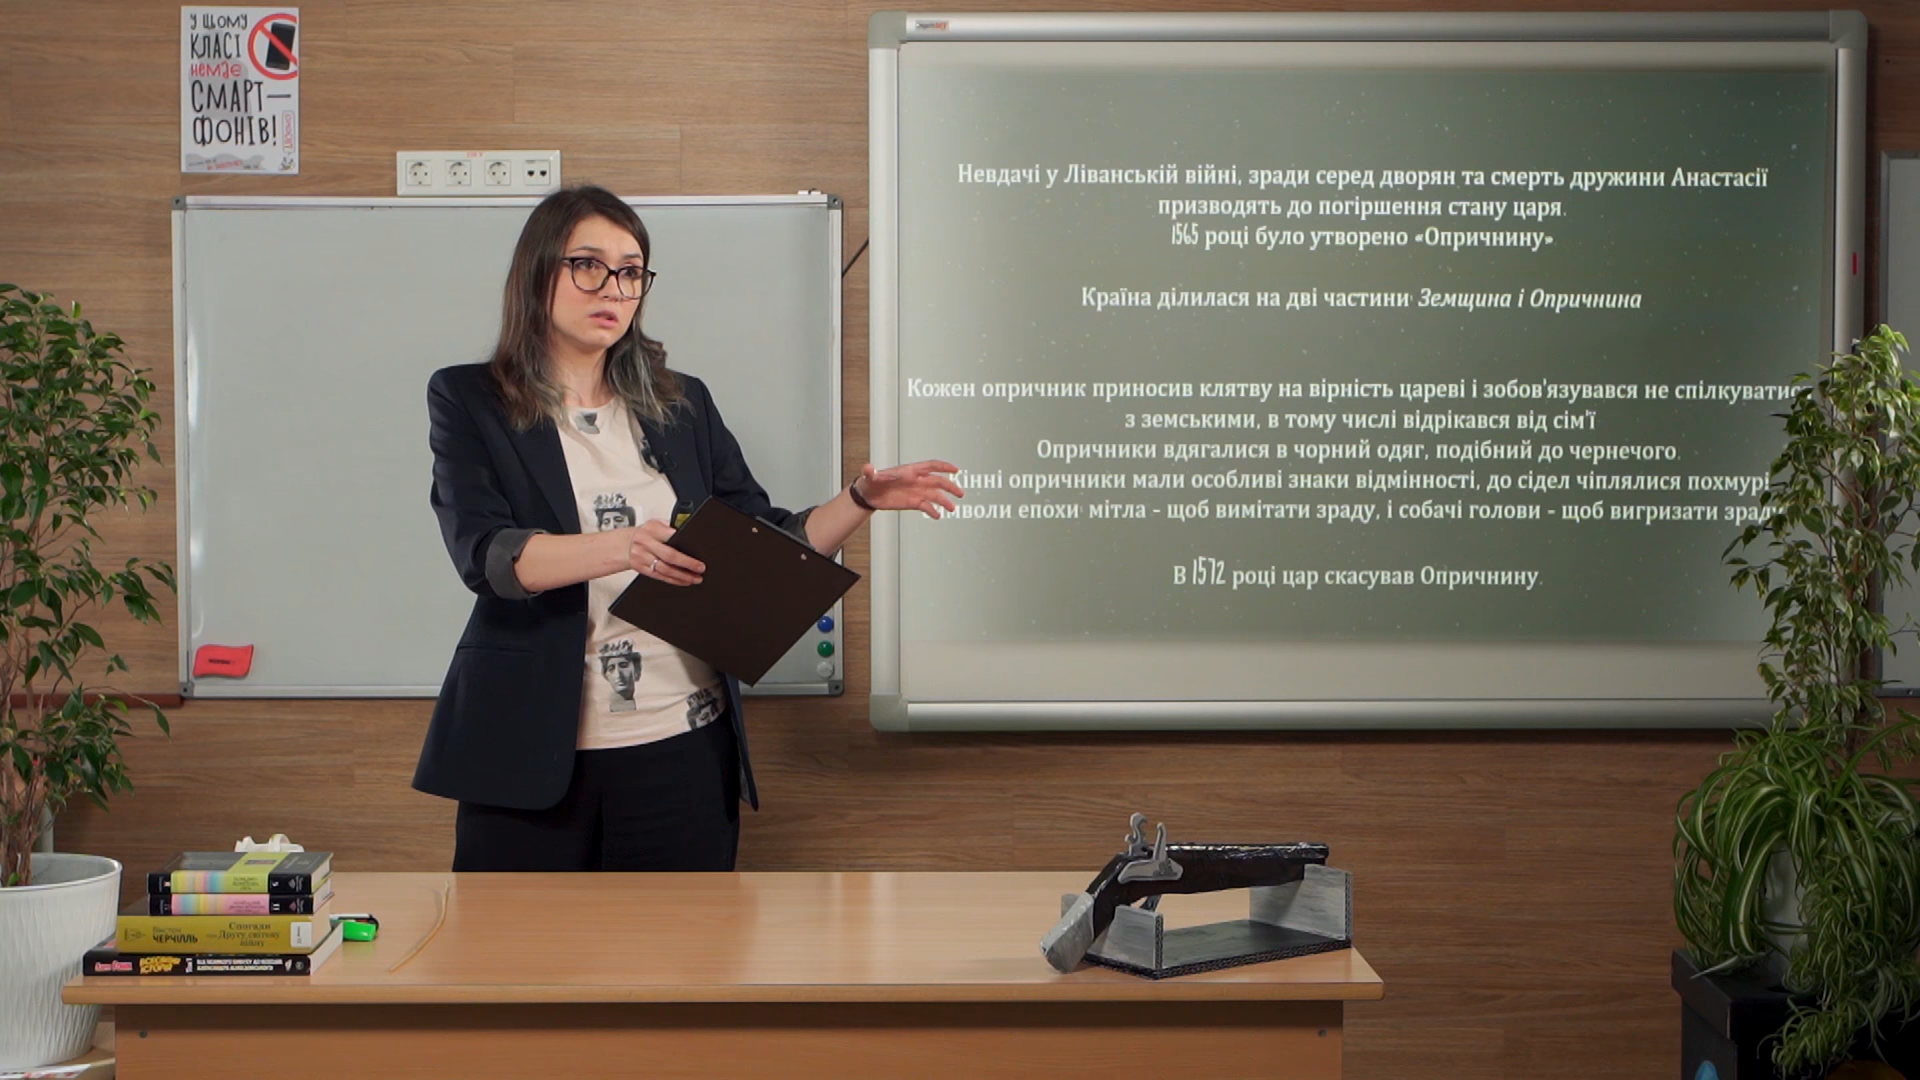 У ЦЬОМУ
КЛАСІ
НЕМАЄ
СМАРТ—
ФОНІВ!
Невдачі у Ліванській війні, зради серед дворян та смерть дружини Анастасії
призводять до погіршення стану царя.
1565 році було утворено «Опричнину»
Країна ділилася на дві частини Земщина і Опричнина
Кожен опричник приносив клятву на вірність цареві і зобов'язувався не спілкуватися
з земськими, в тому числі відрікався від сім'ї
Опричники вдягалися в чорний одяг, подібний до чернечого.
Кінні опричники мали особливі знаки відмінності, до сідел чіплялися похмурі
символи епохи мітла - щоб вимітати зраду, і собачі голови - щоб вигризати зраду
В 1572 році цар скасував Опричнину.
ЧЕРЧІЛЛЬ
Спогади
Другу світову
війну